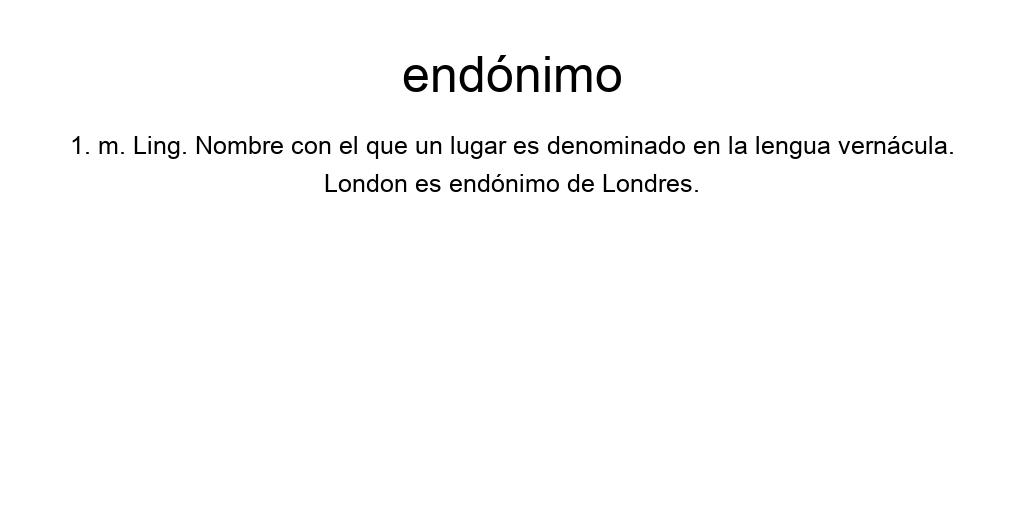 endónimo
1. m. Ling. Nombre con el que un lugar es denominado en la lengua vernácula.
London es endónimo de Londres.